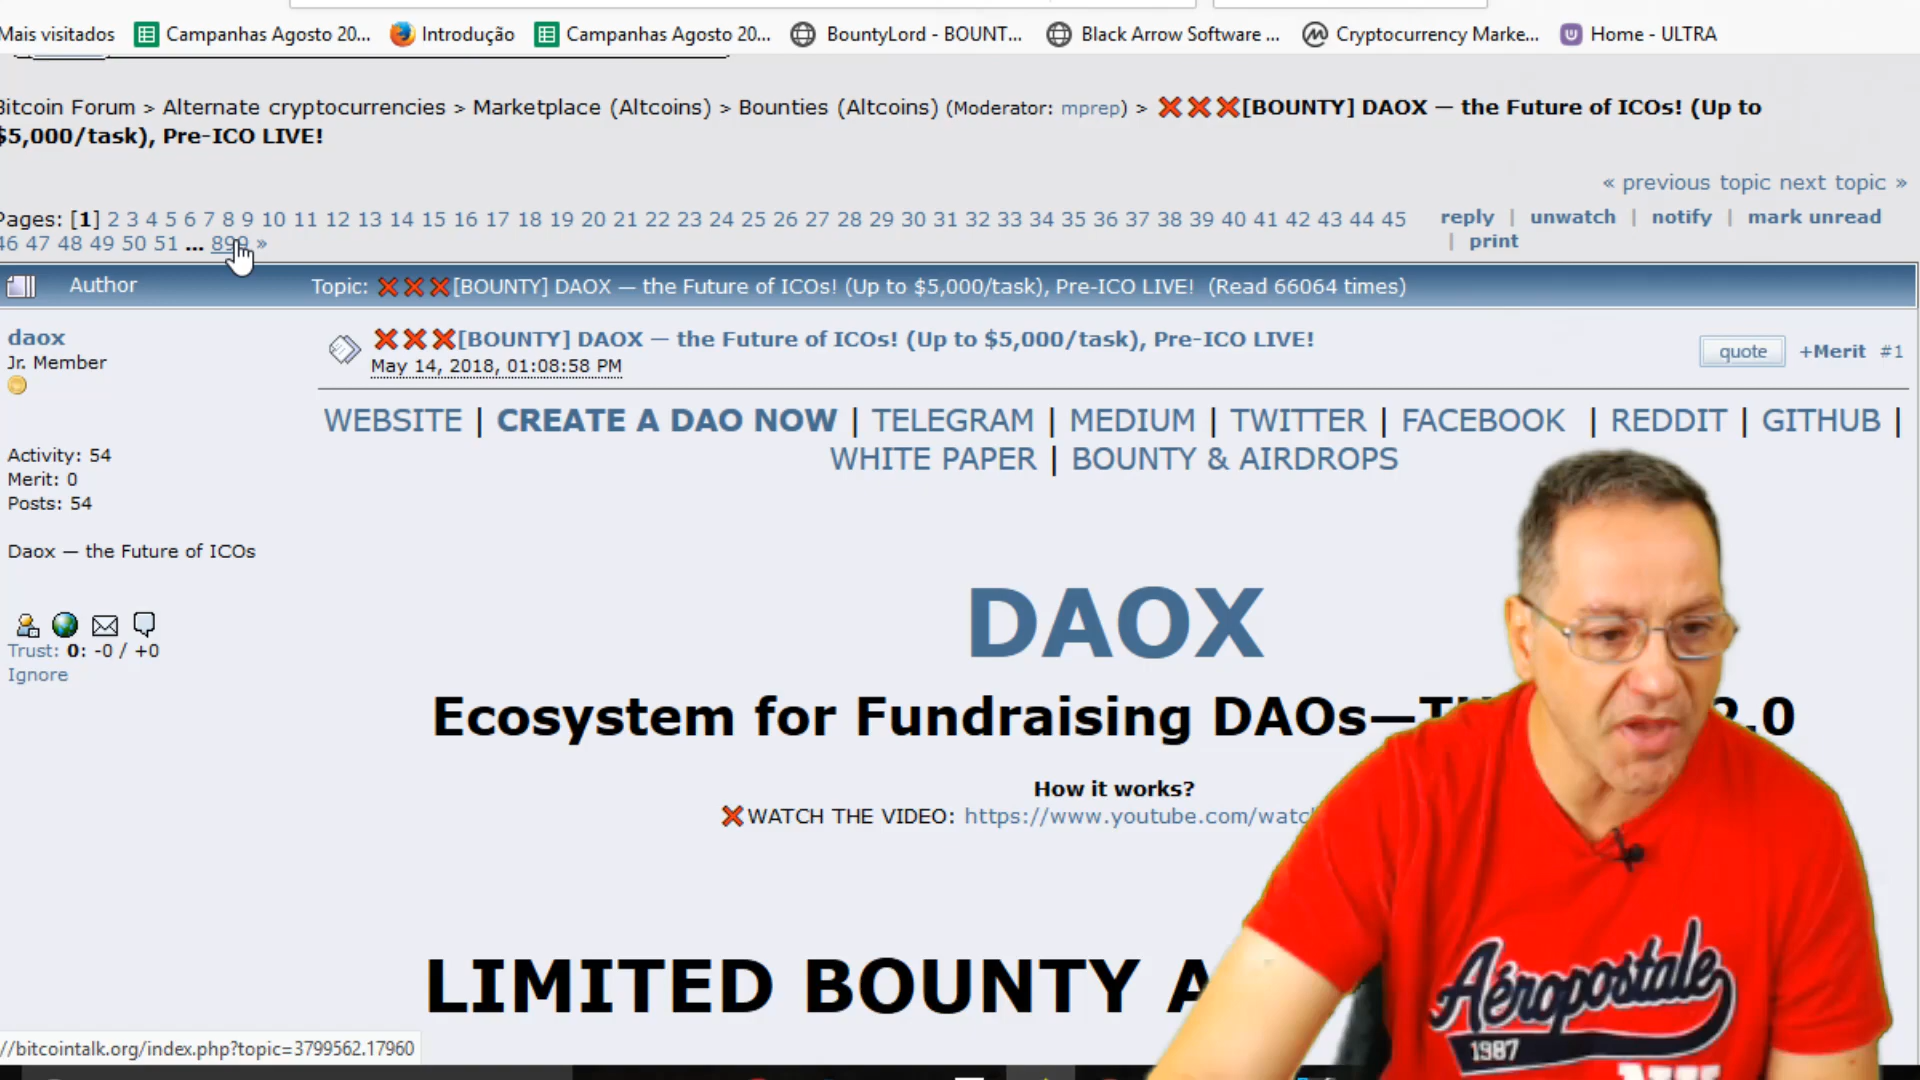 Mais visitados Campanhas Agosto 20... Introdução Campanhas Agosto 20... BountyLord - BOUNT... Black Arrow Software ... Cryptocurrency Marke... Home - ULTRA
Bitcoin Forum > Alternate cryptocurrencies > Marketplace (Altcoins) > Bounties (Altcoins) (Moderator: mprep) > ❌❌❌[BOUNTY] DAOX — the Future of ICOs! (Up to
$5,000/task), Pre-ICO LIVE!
« previous topic next topic »
Pages: [1] 2 3 4 5 6 7 8 9 10 11 12 13 14 15 16 17 18 19 20 21 22 23 24 25 26 27 28 29 30 31 32 33 34 35 36 37 38 39 40 41 42 43 44 45 reply | unwatch | notify | mark unread
46 47 48 49 50 51 ... 899 » | print
Author Topic: ❌❌❌[BOUNTY] DAOX — the Future of ICOs! (Up to $5,000/task), Pre-ICO LIVE! (Read 66064 times)
daox
Jr. Member
❌❌❌[BOUNTY] DAOX — the Future of ICOs! (Up to $5,000/task), Pre-ICO LIVE!
May 14, 2018, 01:08:58 PM
quote +Merit #1
Activity: 54
Merit: 0
Posts: 54
Daox — the Future of ICOs
Trust: 0: -0 / +0
Ignore
WEBSITE | CREATE A DAO NOW | TELEGRAM | MEDIUM | TWITTER | FACEBOOK | REDDIT | GITHUB |
WHITE PAPER | BOUNTY & AIRDROPS
DAOX
Ecosystem for Fundraising DAOs— 2.0
How it works?
❌WATCH THE VIDEO: https://www.youtube.com/watc
LIMITED BOUNTY A
Aéropostale
1987
//bitcointalk.org/index.php?topic=3799562.17960